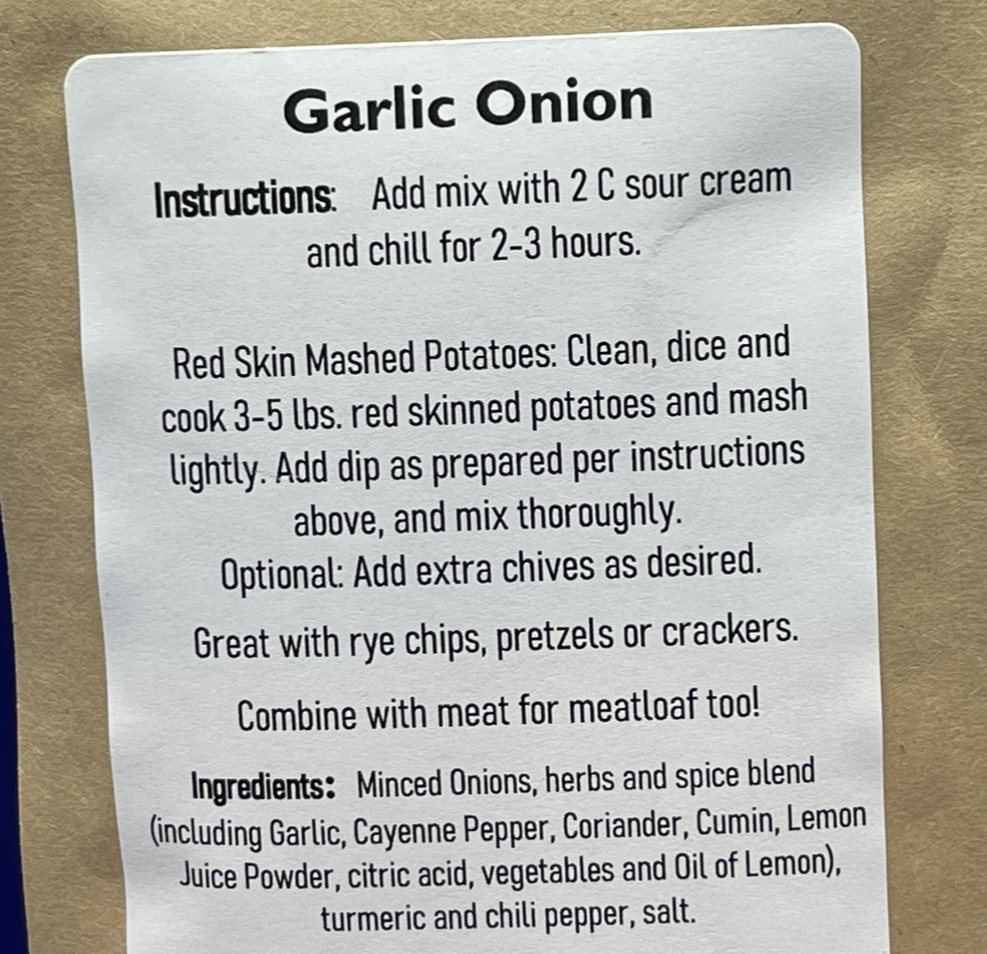 Garlic Onion
Instructions: Add mix with 2 C sour cream
and chill for 2-3 hours.
Red Skin Mashed Potatoes: Clean, dice and
cook 3-5 lbs. red skinned potatoes and mash
lightly. Add dip as prepared per instructions
above, and mix thoroughly.
Optional: Add extra chives as desired.
Great with rye chips, pretzels or crackers.
Combine with meat for meatloaf too!
Ingredients: Minced Onions, herbs and spice blend
(including Garlic, Cayenne Pepper, Coriander, Cumin, Lemon
Juice Powder, citric acid, vegetables and Oil of Lemon),
turmeric and chili pepper, salt.